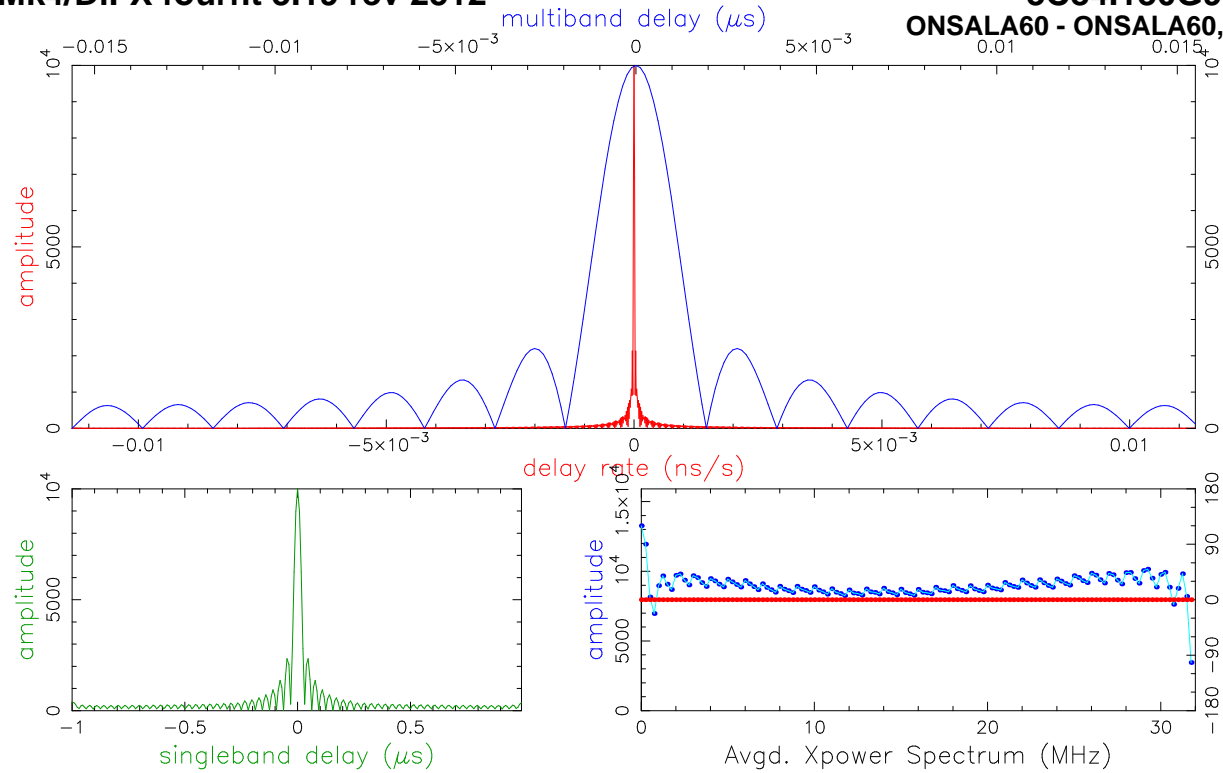 multiband delay (μs)
ONSALA60 - ONSALA60,
−0.015 −0.01 −5×10⁻³ 0 5×10⁻³ 0.01 0.015
amplitude
0 5000 10⁴
0 5000 10⁴
−0.01 −5×10⁻³ 0 5×10⁻³ 0.01
delay rate (ns/s)
amplitude
0 5000 10⁴
−1 −0.5 0 0.5
singleband delay (μs)
amplitude
0 5000 10⁴ 1.5×10⁴
−180 −90 0 90 180
0 10 20 30
Avgd. Xpower Spectrum (MHz)